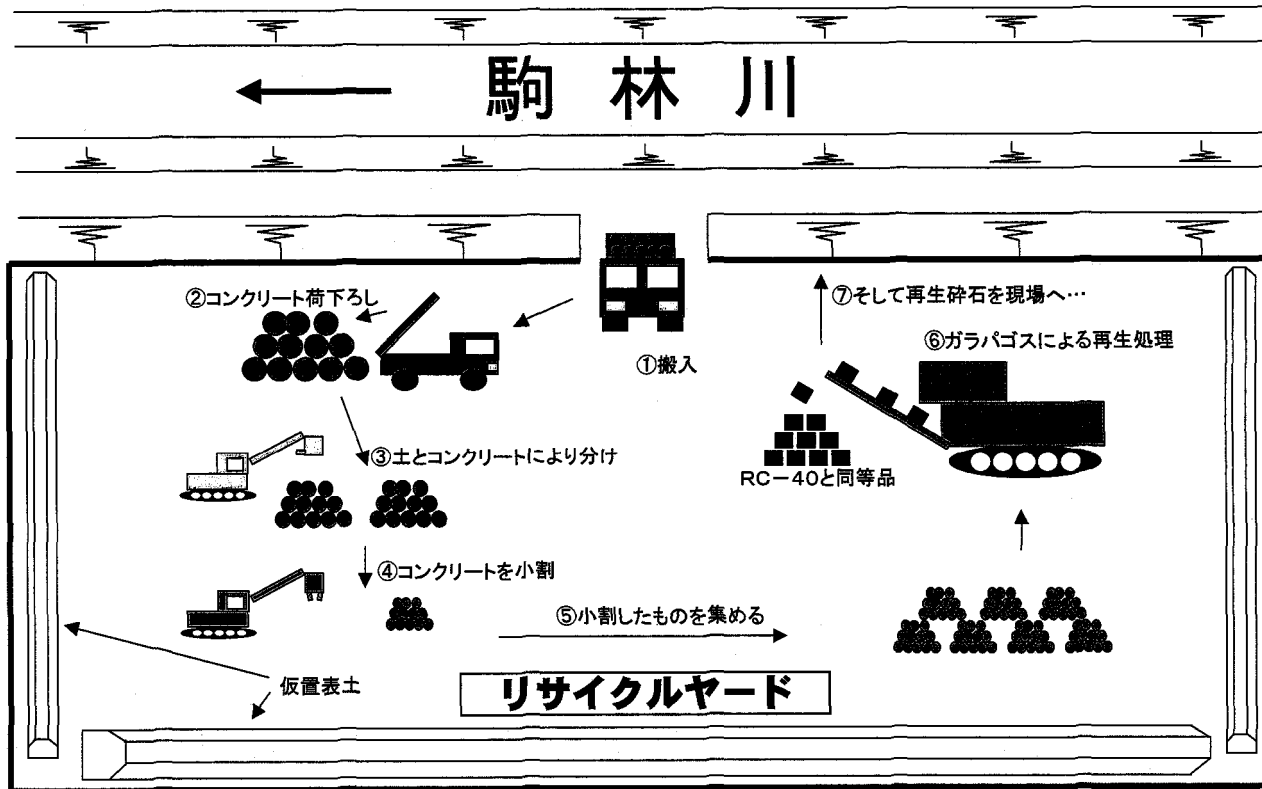 駒林川
②コンクリート荷下ろし
①搬入
⑦そして再生砕石を現場へ…
⑥ガラパゴスによる再生処理
③土とコンクリートにより分け
RC−40と同等品
④コンクリートを小割
⑤小割したものを集める
仮置表土
リサイクルヤード